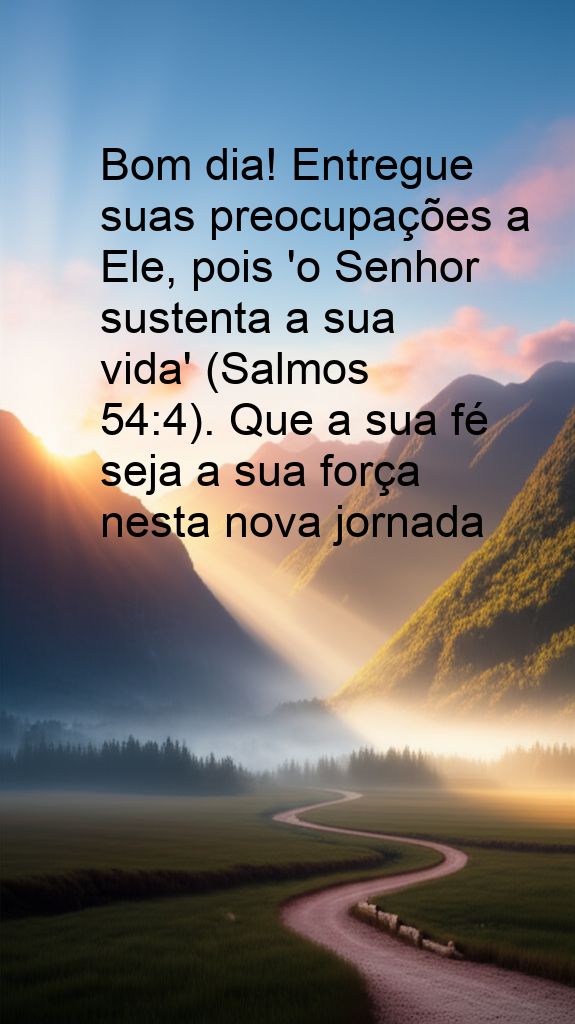 Bom dia! Entregue
suas preocupações a
Ele, pois 'o Senhor
sustenta a sua
vida' (Salmos
54:4). Que a sua fé
seja a sua força
nesta nova jornada